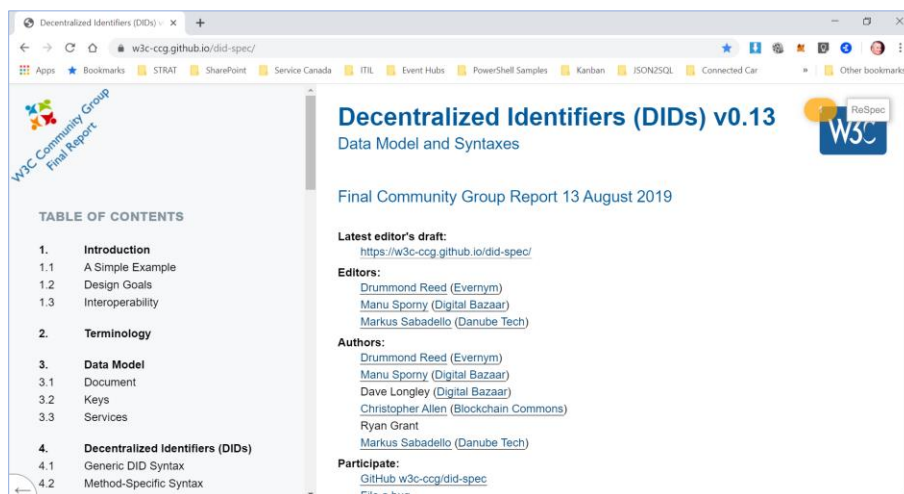 Decentralized Identifiers (DIDs) v
w3c-ccg.github.io/did-spec/
Apps Bookmarks STRAT SharePoint Service Canada ITIL Event Hubs PowerShell Samples Kanban JSON2SQL Connected Car » Other bookmarks
W3C Community Group
Final Report
TABLE OF CONTENTS
1. Introduction
1.1 A Simple Example
1.2 Design Goals
1.3 Interoperability
2. Terminology
3. Data Model
3.1 Document
3.2 Keys
3.3 Services
4. Decentralized Identifiers (DIDs)
4.1 Generic DID Syntax
4.2 Method-Specific Syntax
Decentralized Identifiers (DIDs) v0.13
ReSpec
W3C
Data Model and Syntaxes
Final Community Group Report 13 August 2019
Latest editor's draft:
https://w3c-ccg.github.io/did-spec/
Editors:
Drummond Reed (Evernym)
Manu Sporny (Digital Bazaar)
Markus Sabadello (Danube Tech)
Authors:
Drummond Reed (Evernym)
Manu Sporny (Digital Bazaar)
Dave Longley (Digital Bazaar)
Christopher Allen (Blockchain Commons)
Ryan Grant
Markus Sabadello (Danube Tech)
Participate:
GitHub w3c-ccg/did-spec
File a bug